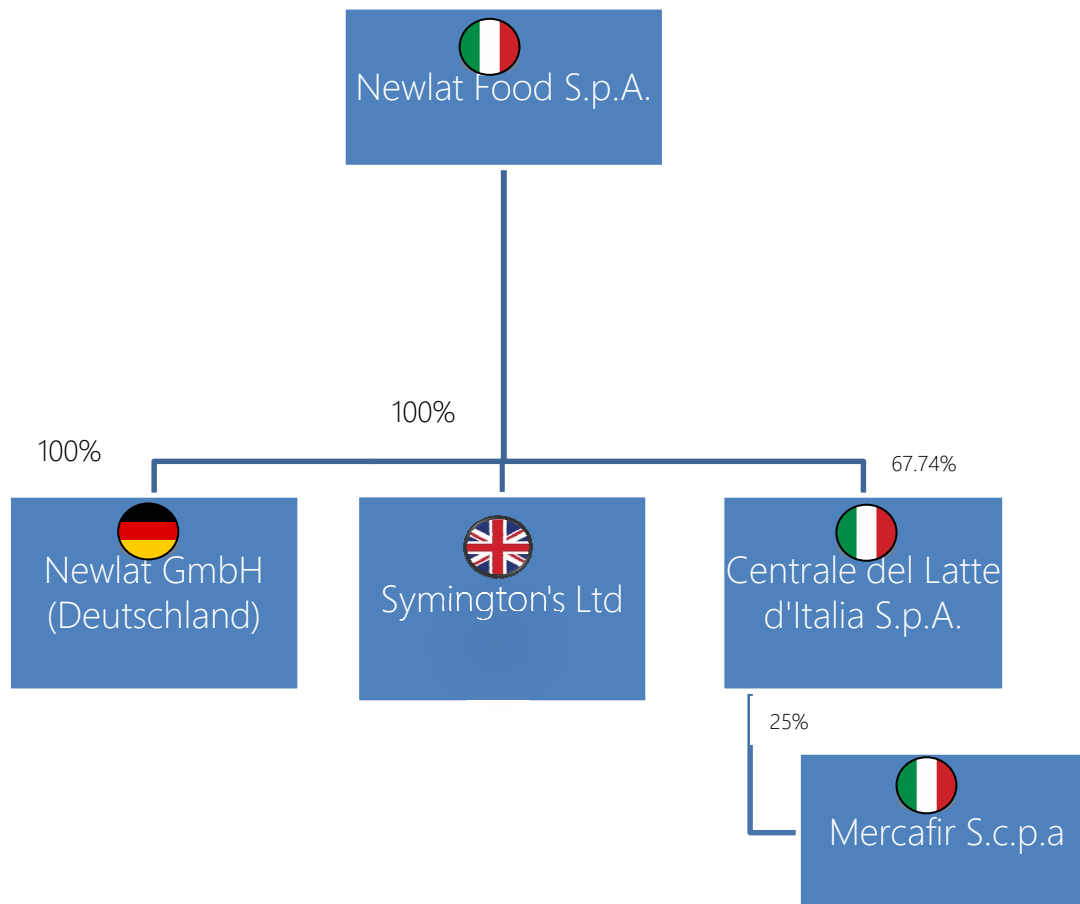 Newlat Food S.p.A.
100%
100%
67.74%
Newlat GmbH
(Deutschland)
Symington's Ltd
Centrale del Latte
d'Italia S.p.A.
25%
Mercafir S.c.p.a